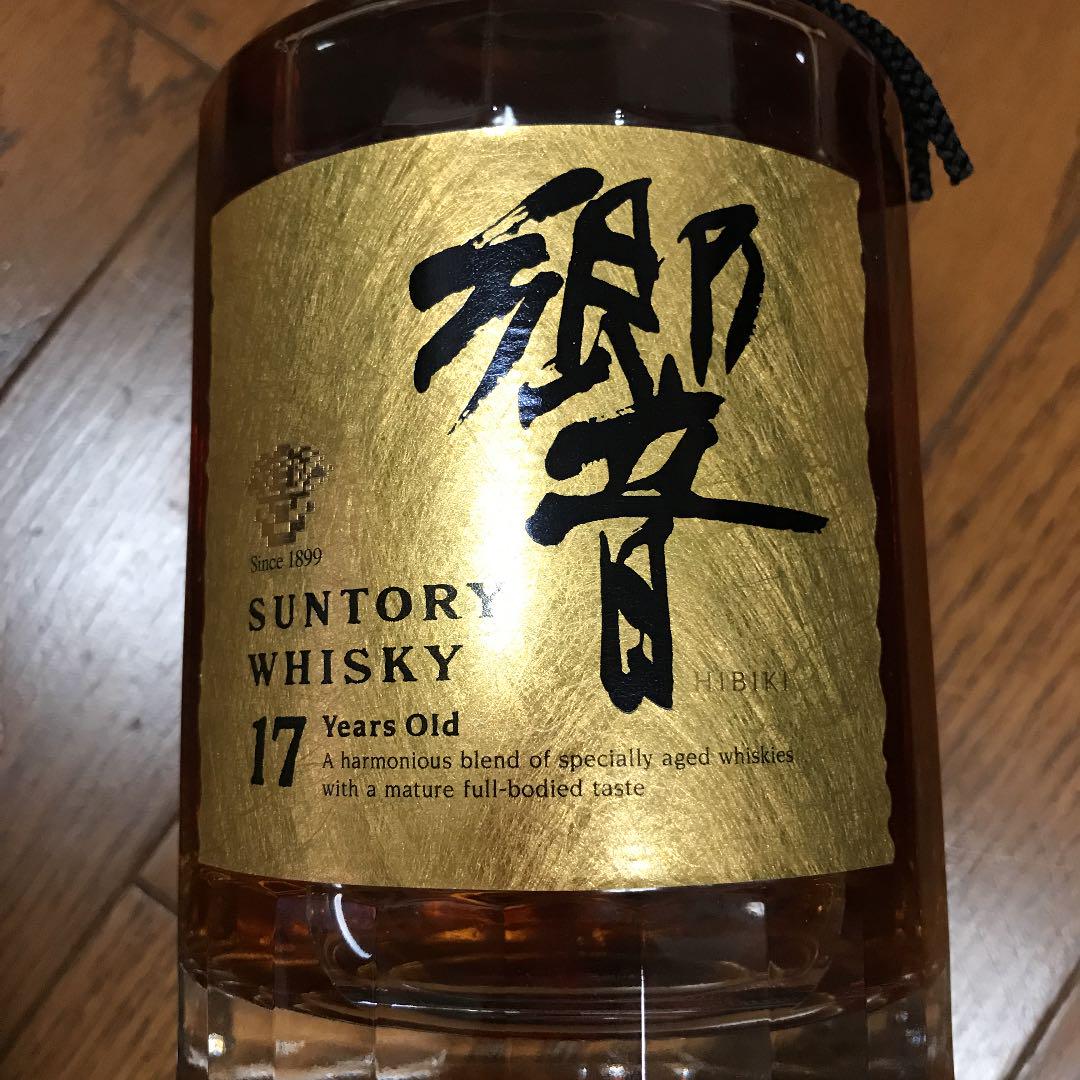 響
Since 1899
SUNTORY
WHISKY
HIBIKI
17 Years Old
A harmonious blend of specially aged whiskies
with a mature full-bodied taste